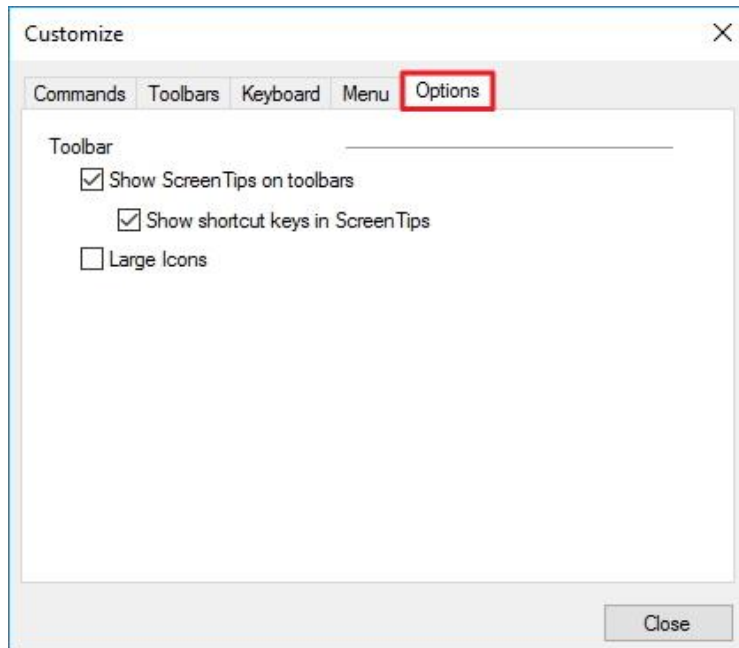 Customize
Commands Toolbars Keyboard Menu Options
Toolbar
Show ScreenTips on toolbars
Show shortcut keys in ScreenTips
Large Icons
Close